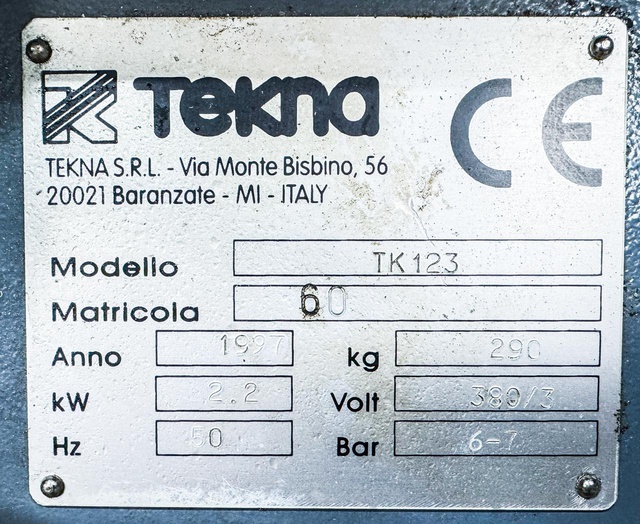 TEKNA CE
TEKNA S.R.L. - Via Monte Bisbino, 56
20021 Baranzate - MI - ITALY
Modello TK123
Matricola 60
Anno 1997 kg 290
kW 2.2 Volt 380/3
Hz 50 Bar 6-7